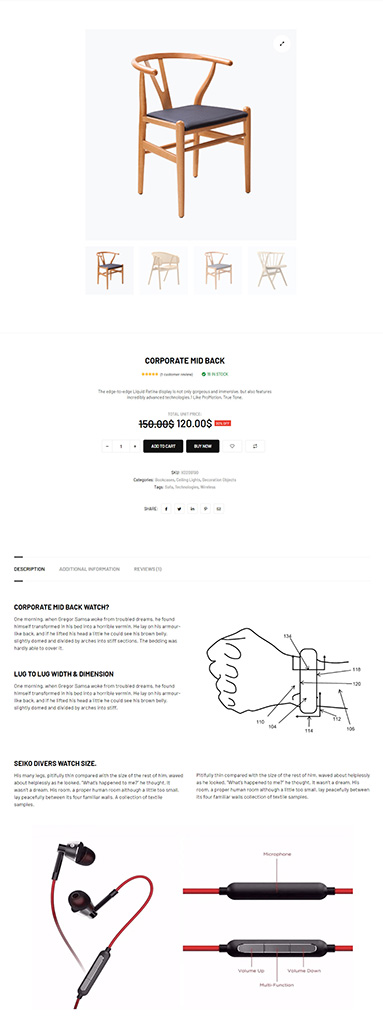 CORPORATE MID BACK
(1 customer review)
16 IN STOCK
The edge-to-edge Liquid Retina display is not only gorgeous and immersive, but also features
incredibly advanced technologies.1 Like ProMotion, True Tone.
TOTAL UNIT PRICE:
150.00$ 120.00$
- 1 +
ADD TO CART
BUY NOW
SKU:
Categories: Bookcases, Ceiling Lights, Decoration Objects
Tags: Sofa, Technologies, Wireless
SHARE:
DESCRIPTION
ADDITIONAL INFORMATION
REVIEWS (1)
CORPORATE MID BACK WATCH?
One morning, when Gregor Samsa woke from troubled dreams, he found
himself transformed in his bed into a horrible vermin. He lay on his armour-
like back, and if he lifted his head a little he could see his brown belly,
slightly domed and divided by arches into stiff sections. The bedding was
hardly able to cover it.
LUG TO LUG WIDTH & DIMENSION
One morning, when Gregor Samsa woke from troubled dreams, he found
himself transformed in his bed into a horrible vermin. He lay on his armour-
like back, and if he lifted his head a little he could see his brown belly,
slightly domed and divided by arches into stiff.
134
118
120
110
104
114
112
106
SEIKO DIVERS WATCH SIZE.
His many legs, pitifully thin compared with the size of the rest of him, waved
about helplessly as he looked. "What's happened to me?" he thought. It
wasn't a dream. His room, a proper human room although a little too small,
lay peacefully between its four familiar walls. A collection of textile
samples.
Pitifully thin compared with the size of the rest of him, waved about helplessly
as he looked. "What's happened to me?" he thought. It wasn't a dream. His
room, a proper human room although a little too small, lay peacefully between
its four familiar walls collection of textile samples.
Microphone
Volume Up
Volume Down
Multi-Function